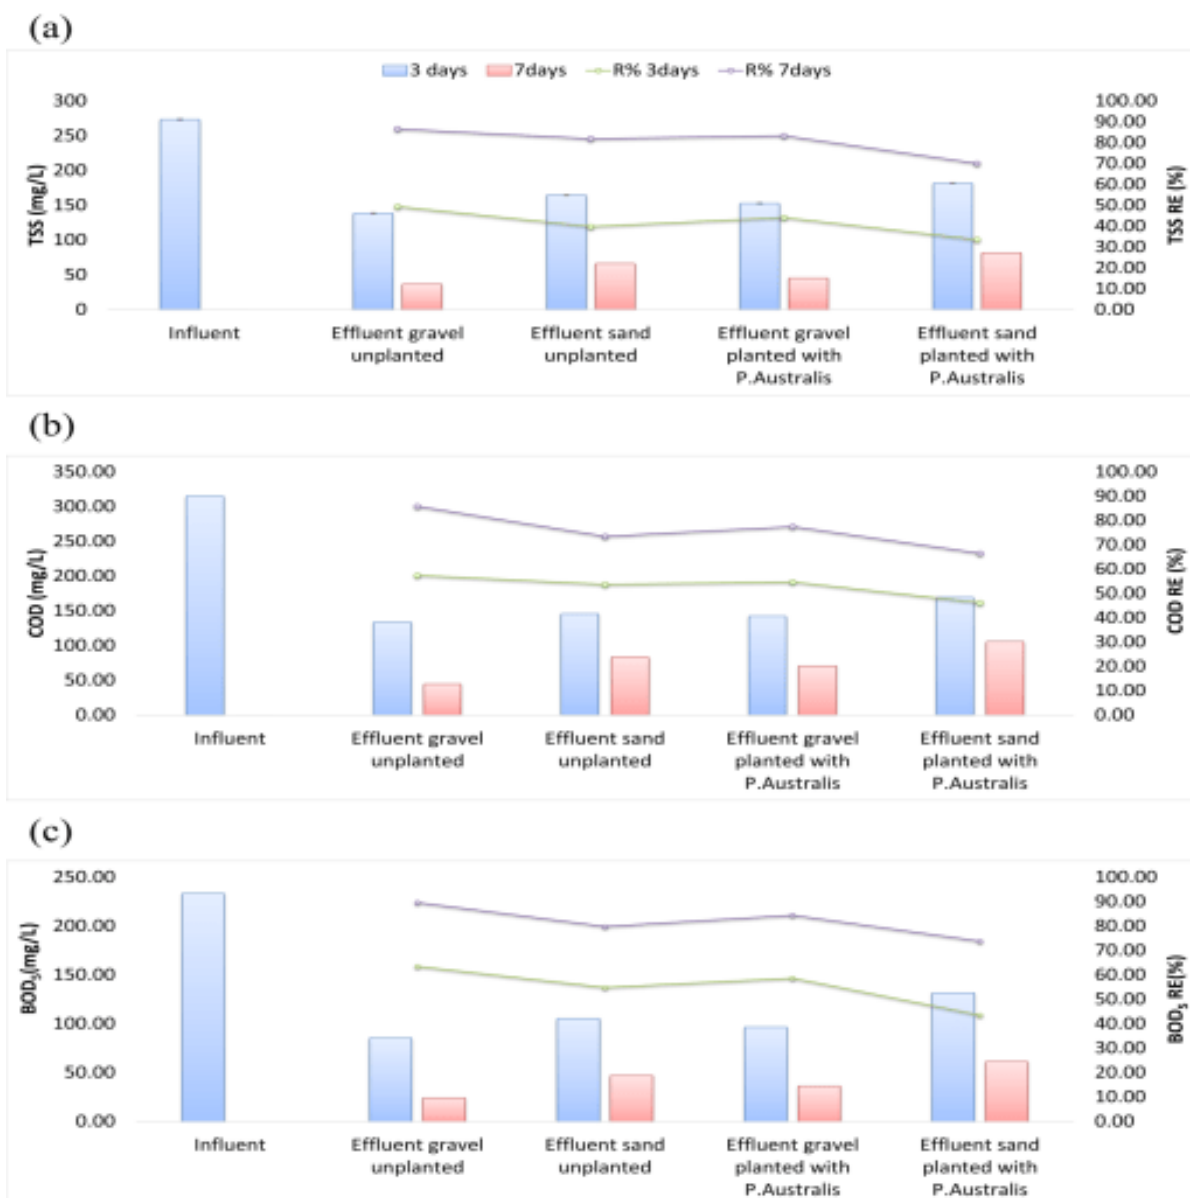 (a)
3 days 7days R% 3days R% 7days
300
250
200
150
100
50
0
TSS (mg/L)
100.00
90.00
80.00
70.00
60.00
50.00
40.00
30.00
20.00
10.00
0.00
TSS RE (%)
Influent
Effluent gravel
unplanted
Effluent sand
unplanted
Effluent gravel
planted with
P.Australis
Effluent sand
planted with
P.Australis
(b)
350.00
300.00
250.00
200.00
150.00
100.00
50.00
0.00
COD (mg/L)
100.00
90.00
80.00
70.00
60.00
50.00
40.00
30.00
20.00
10.00
0.00
COD RE (%)
Influent
Effluent gravel
unplanted
Effluent sand
unplanted
Effluent gravel
planted with
P.Australis
Effluent sand
planted with
P.Australis
(c)
250.00
200.00
150.00
100.00
50.00
0.00
BOD₅(mg/L)
100.00
90.00
80.00
70.00
60.00
50.00
40.00
30.00
20.00
10.00
0.00
BOD₅ RE(%)
Influent
Effluent gravel
unplanted
Effluent sand
unplanted
Effluent gravel
planted with
P.Australis
Effluent sand
planted with
P.Australis